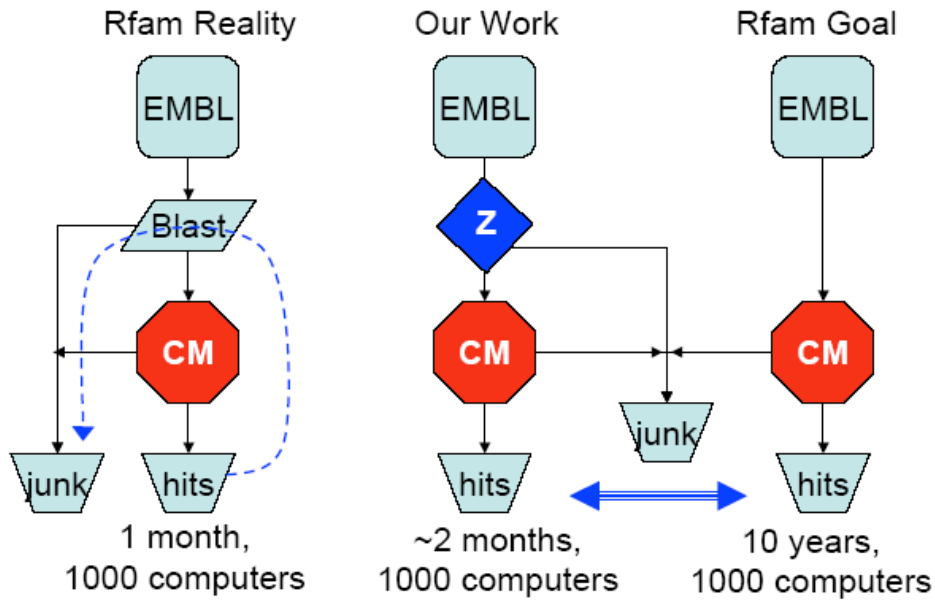 Rfam Reality
EMBL
Blast
CM
junk
hits
1 month,
1000 computers
Our Work
EMBL
Z
CM
junk
hits
~2 months,
1000 computers
Rfam Goal
EMBL
CM
hits
10 years,
1000 computers